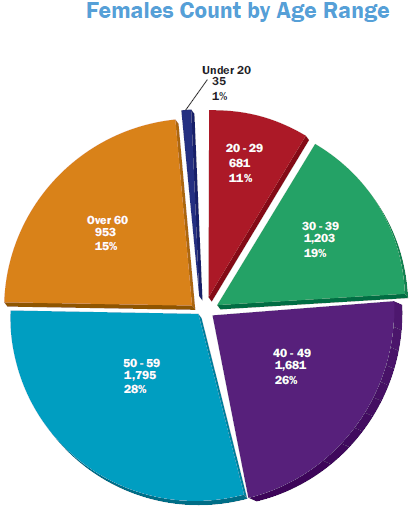 Females Count by Age Range
Under 20
35
1%
20 - 29
681
11%
30 - 39
1,203
19%
40 - 49
1,681
26%
50 - 59
1,795
28%
Over 60
953
15%